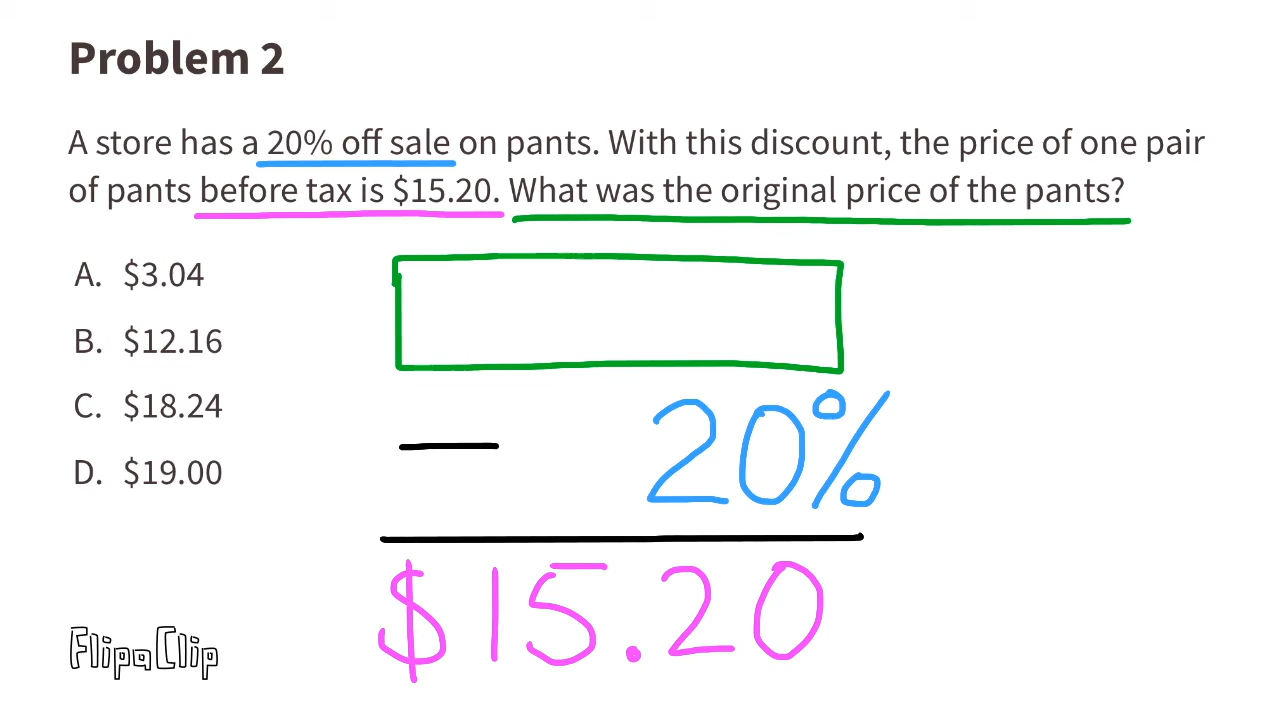 Problem 2
A store has a 20% off sale on pants. With this discount, the price of one pair
of pants before tax is $15.20. What was the original price of the pants?
A. $3.04
B. $12.16
C. $18.24
D. $19.00
— 20%
$15.20
FlipaClip